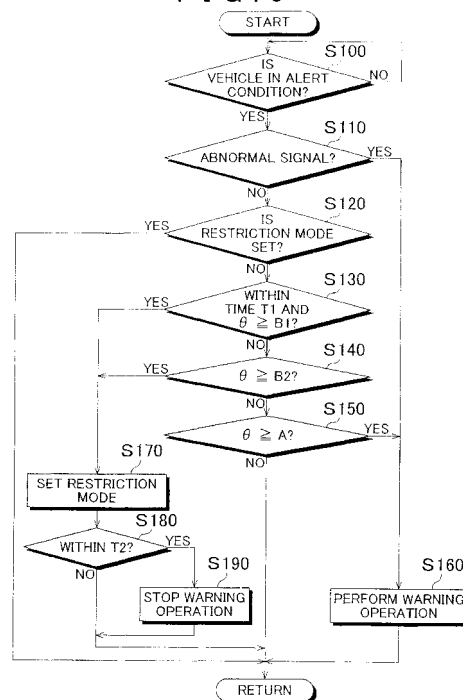 START
S100
IS
VEHICLE IN ALERT
CONDITION?
NO
YES
S110
ABNORMAL SIGNAL?
YES
NO
S120
YES
IS
RESTRICTION MODE
SET?
NO
S130
YES
WITHIN
TIME T1 AND
θ ≧ B1?
NO
S140
YES
θ ≧ B2?
NO
S150
θ ≧ A?
YES
NO
S170
SET RESTRICTION
MODE
S180
WITHIN T2?
YES
NO
S190
STOP WARNING
OPERATION
S160
PERFORM WARNING
OPERATION
RETURN